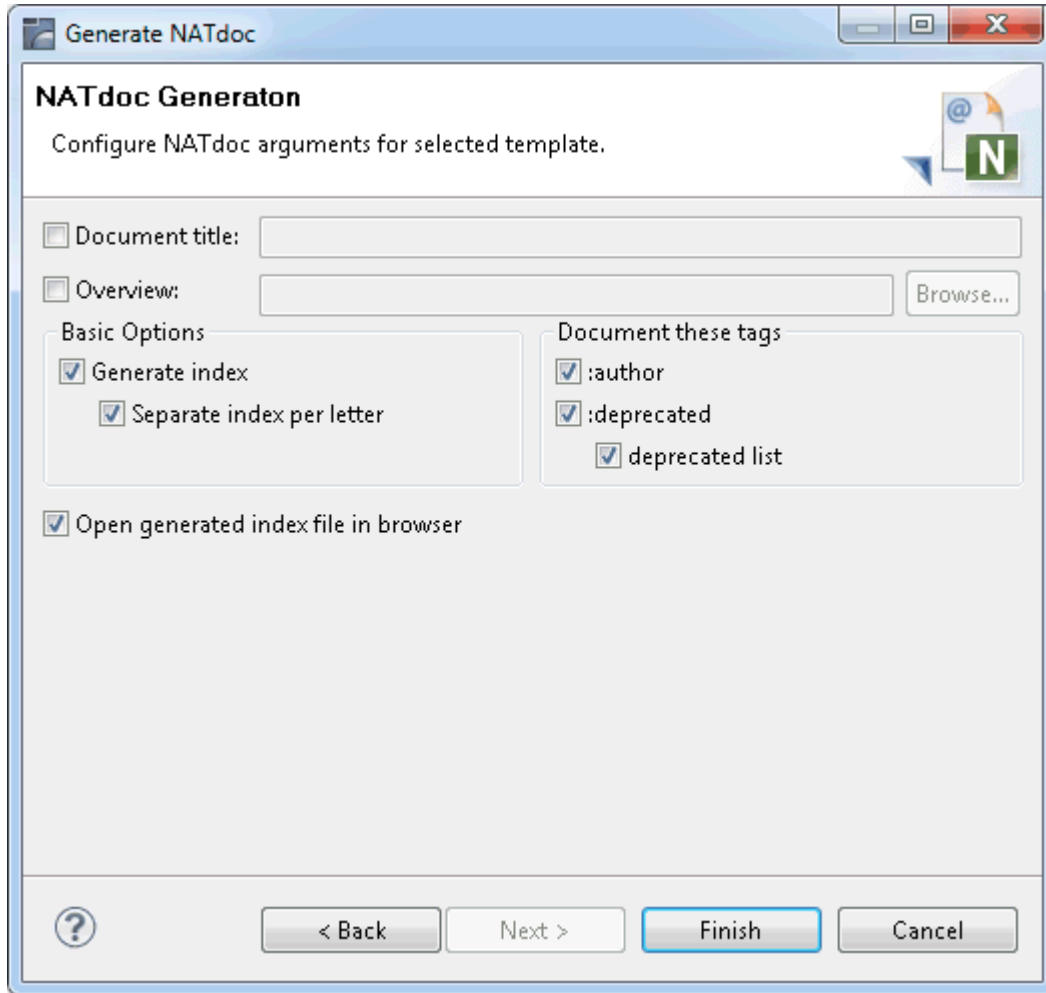 Generate NATdoc
NATdoc Generaton
Configure NATdoc arguments for selected template.
@
N
Document title:
Overview:
Browse...
Basic Options
Generate index
Separate index per letter
Document these tags
:author
:deprecated
deprecated list
Open generated index file in browser
?
< Back
Next >
Finish
Cancel